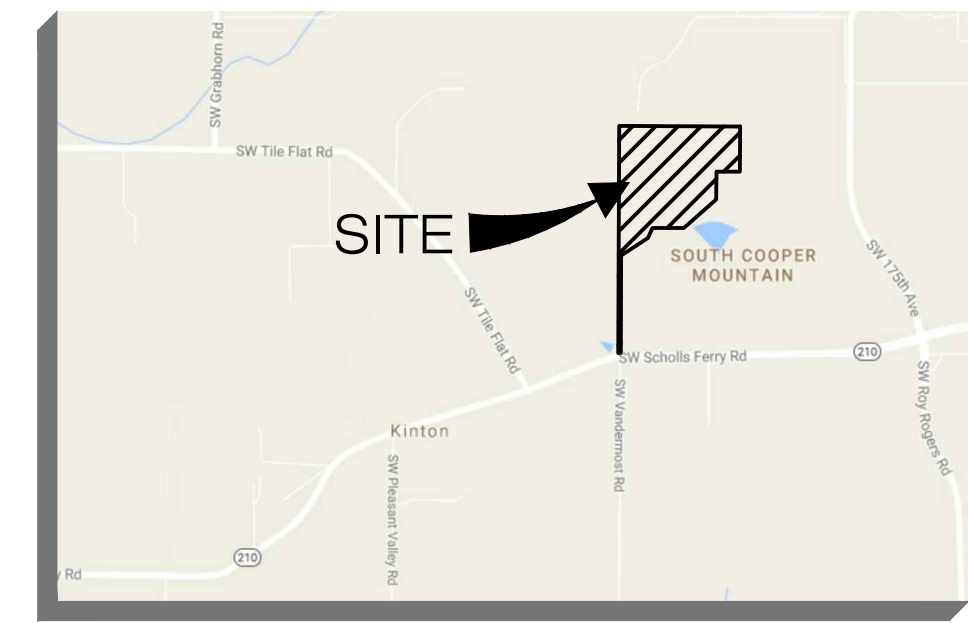 SW Grabhorn Rd
SW Tile Flat Rd
SITE
SOUTH COOPER
MOUNTAIN
SW 175th Ave
SW Tile Flat Rd
SW Scholls Ferry Rd
210
SW Vandermost Rd
SW Roy Rogers Rd
Kinton
SW Pleasant Valley Rd
210
y Rd